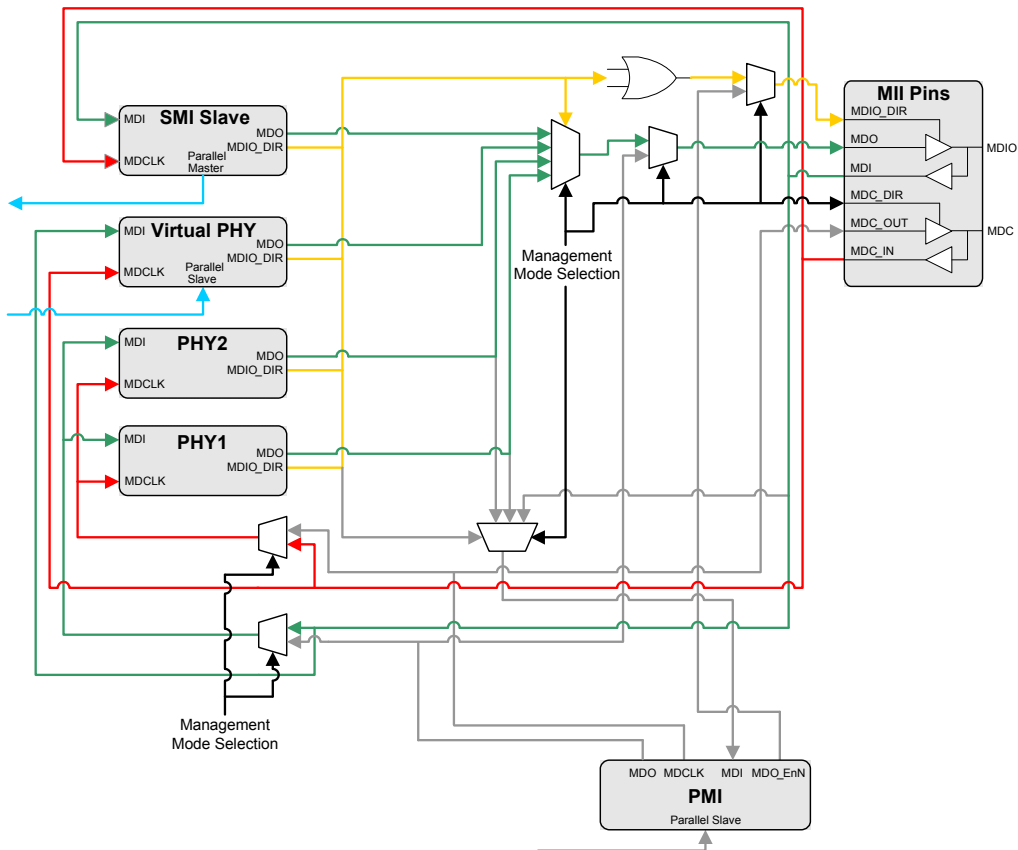 SMI Slave
MDI
MDO
MDIO_DIR
MDCLK
Parallel
Master
Virtual PHY
MDI
MDO
MDIO_DIR
MDCLK
Parallel
Slave
PHY2
MDI
MDO
MDIO_DIR
MDCLK
PHY1
MDI
MDO
MDIO_DIR
MDCLK
Management
Mode Selection
MII Pins
MDIO_DIR
MDO
MDIO
MDI
MDC_DIR
MDC_OUT
MDC
MDC_IN
Management
Mode Selection
MDO MDCLK MDI MDO_EnN
PMI
Parallel Slave